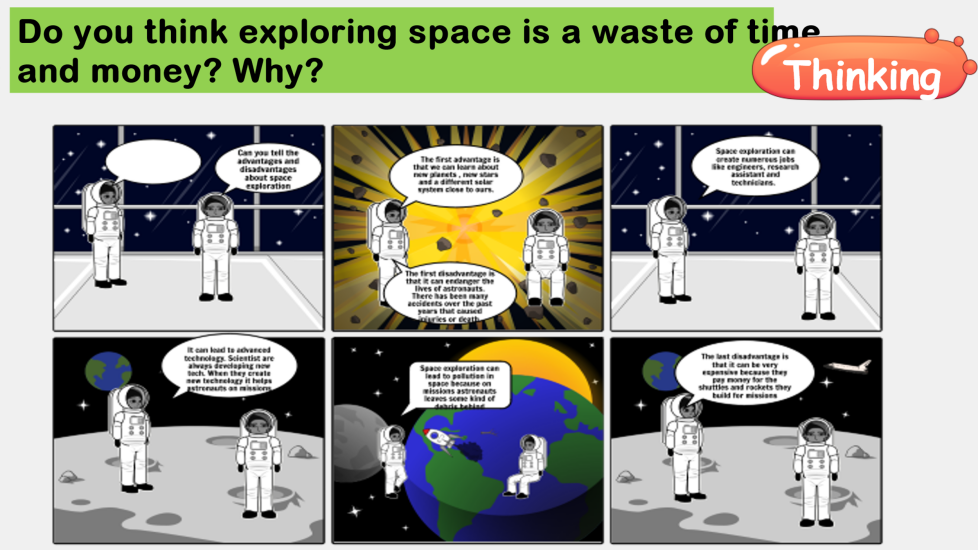 Do you think exploring space is a waste of time
and money? Why?
Thinking
Can you tell the
advantages and
disadvantages
about space
exploration
The first advantage is
that we can learn about
new planets , new stars
and a different solar
system close to ours.
The first disadvantage is
that it can endanger the
lives of astronauts.
There has been many
accidents over the past
years that caused
injuries or death
Space exploration can
create numerous jobs
like engineers, research
assistant and
technicians.
It can lead to advanced
technology. Scientist are
always developing new
tech. When they create
new technology it helps
astronauts on missions
Space exploration can
lead to pollution in
space because on
missions astronauts
leaves some kind of
debris behind
The last disadvantage is
that it can be very
expensive because they
pay money for the
shuttles and rockets they
build for missions